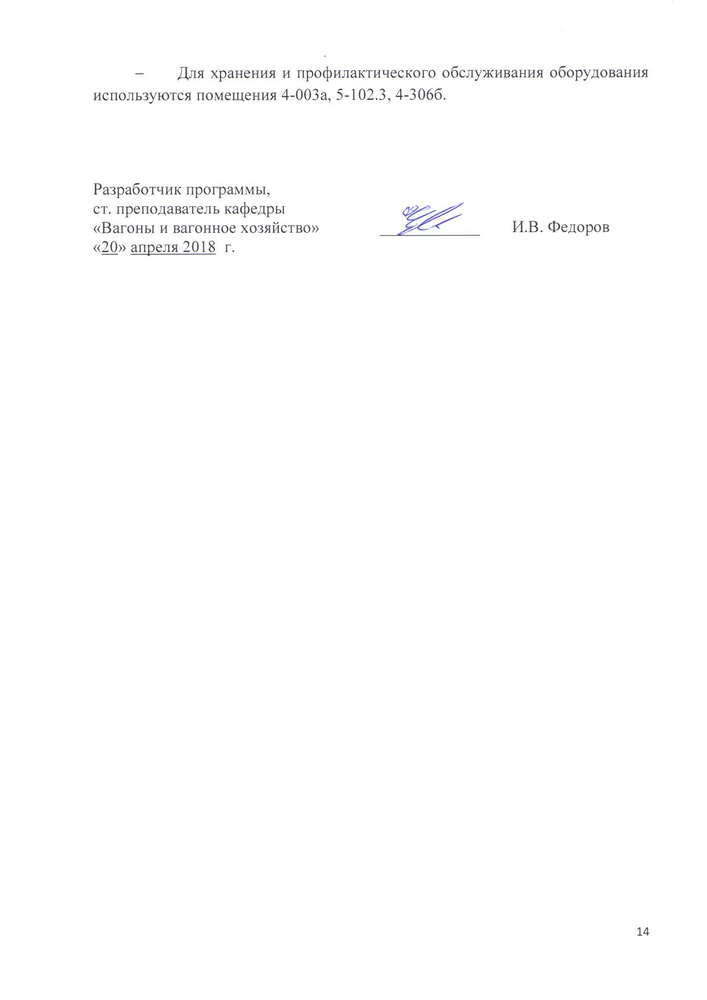 – Для хранения и профилактического обслуживания оборудования
используются помещения 4-003а, 5-102.3, 4-306б.
Разработчик программы,
ст. преподаватель кафедры
«Вагоны и вагонное хозяйство» И.В. Федоров
«20» апреля 2018 г.
14